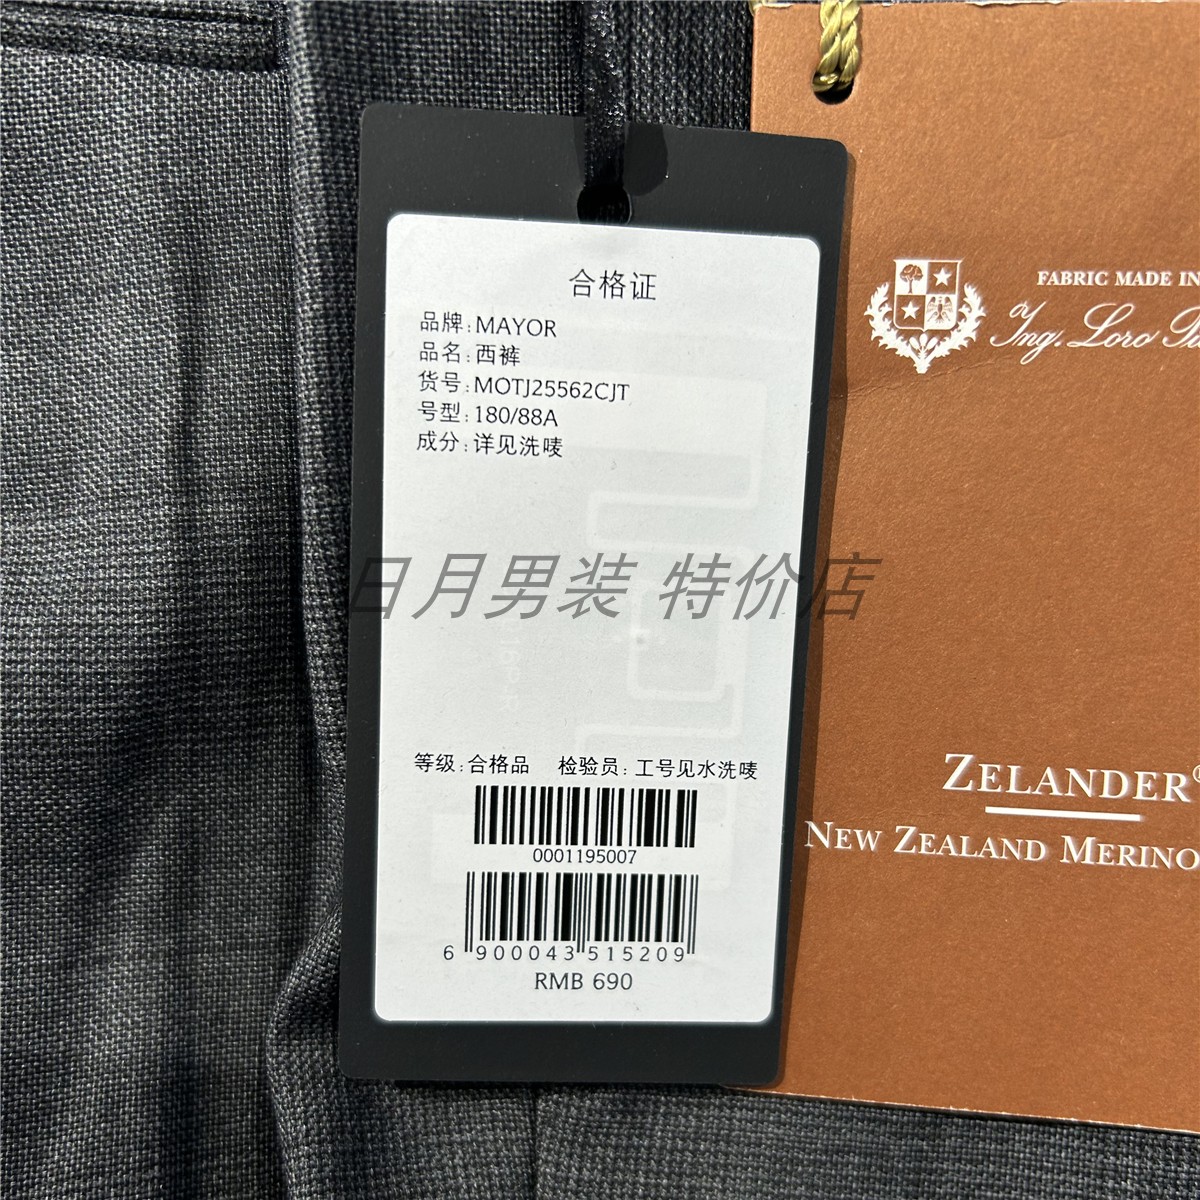 合格证
品牌:MAYOR
品名:西裤
货号:MOTJ25562CJT
号型:180/88A
成分:详见洗唛
日月男装 特价店
等级:合格品 检验员:工号见水洗唛
0001195007
6 900043 515209
RMB 690
FABRIC MADE IN
Ing. Loro
ZELANDER®
NEW ZEALAND MERINO